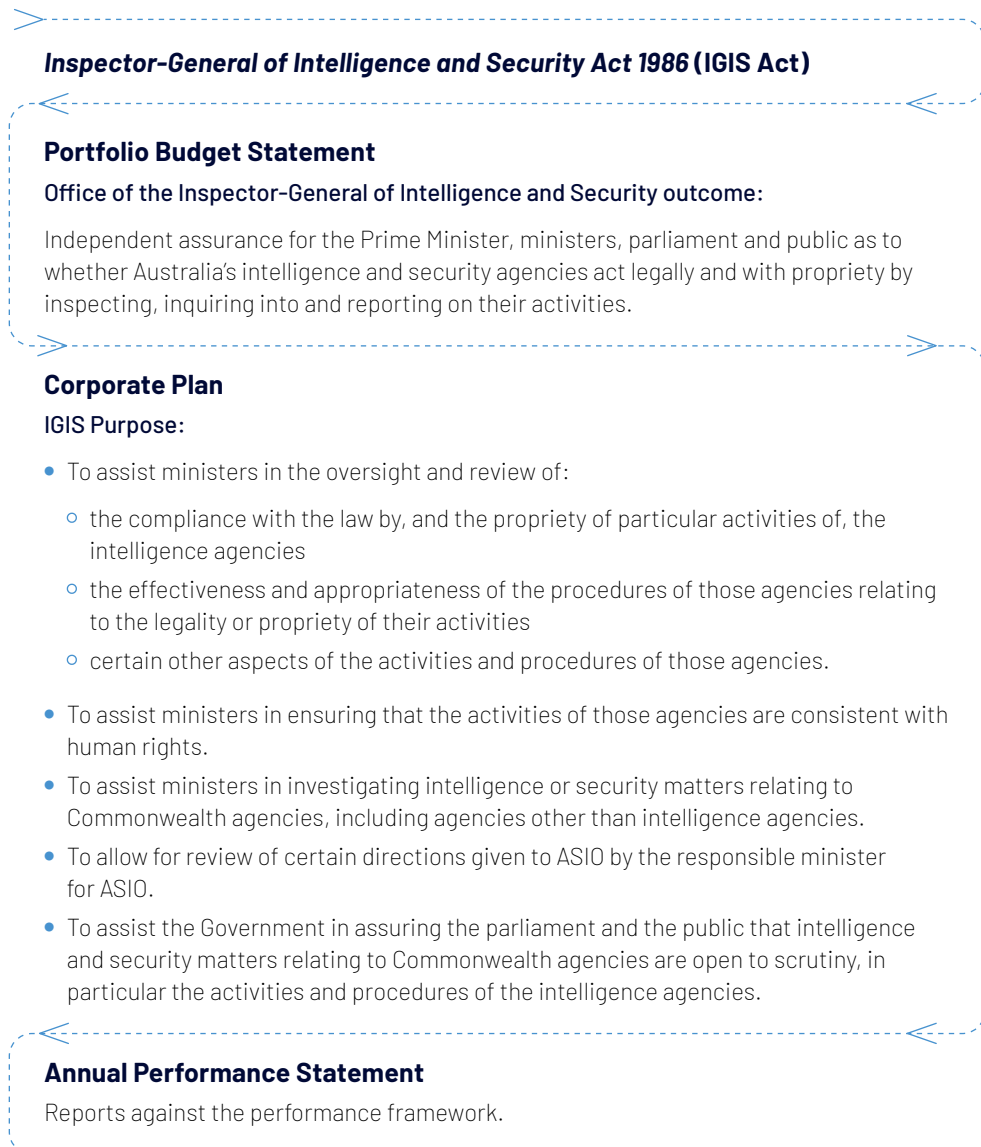 Inspector-General of Intelligence and Security Act 1986 (IGIS Act)
Portfolio Budget Statement
Office of the Inspector-General of Intelligence and Security outcome:
Independent assurance for the Prime Minister, ministers, parliament and public as to
whether Australia's intelligence and security agencies act legally and with propriety by
inspecting, inquiring into and reporting on their activities.
Corporate Plan
IGIS Purpose:
To assist ministers in the oversight and review of:
the compliance with the law by, and the propriety of particular activities of, the
intelligence agencies
the effectiveness and appropriateness of the procedures of those agencies relating
to the legality or propriety of their activities
certain other aspects of the activities and procedures of those agencies.
To assist ministers in ensuring that the activities of those agencies are consistent with
human rights.
To assist ministers in investigating intelligence or security matters relating to
Commonwealth agencies, including agencies other than intelligence agencies.
To allow for review of certain directions given to ASIO by the responsible minister
for ASIO.
To assist the Government in assuring the parliament and the public that intelligence
and security matters relating to Commonwealth agencies are open to scrutiny, in
particular the activities and procedures of the intelligence agencies.
Annual Performance Statement
Reports against the performance framework.